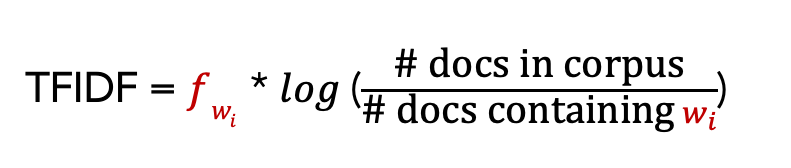 TFIDF = f_{w_i} * log (# docs in corpus / # docs containing w_i)